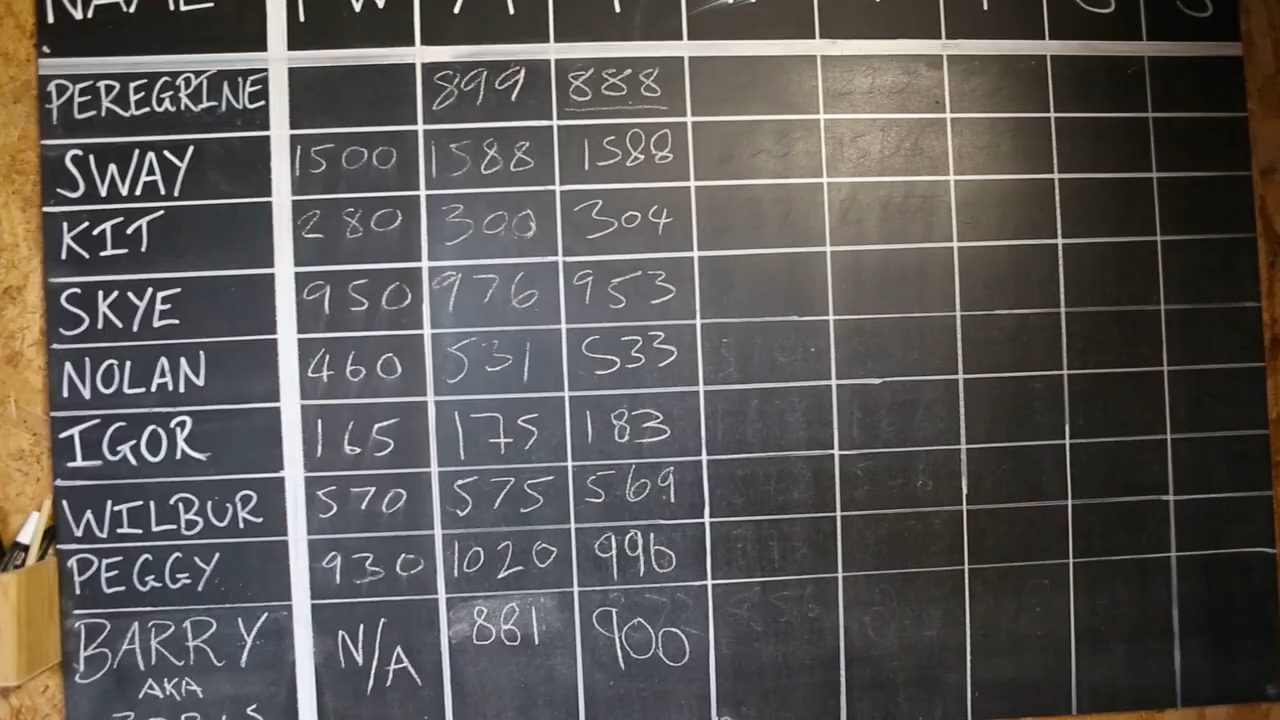 NAME
PEREGRINE 899 888
SWAY 1500 1588 1588
KIT 280 300 304
SKYE 950 976 953
NOLAN 460 531 533
IGOR 165 175 183
WILBUR 570 575 569
PEGGY 930 1020 996
BARRY N/A 881 900
AKA